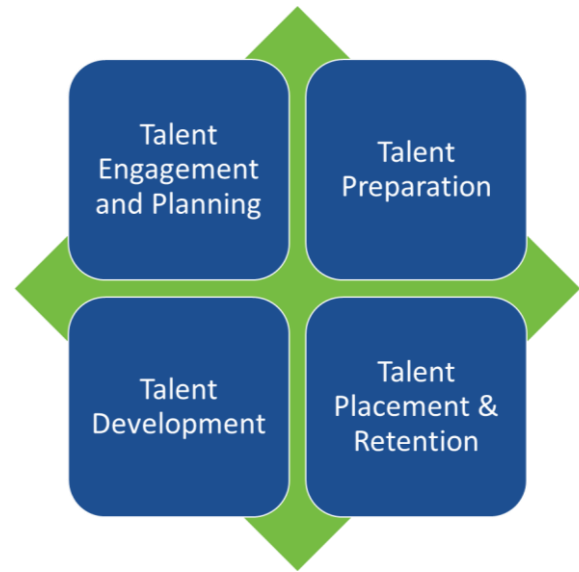 Talent
Engagement
and Planning
Talent
Preparation
Talent
Development
Talent
Placement &
Retention